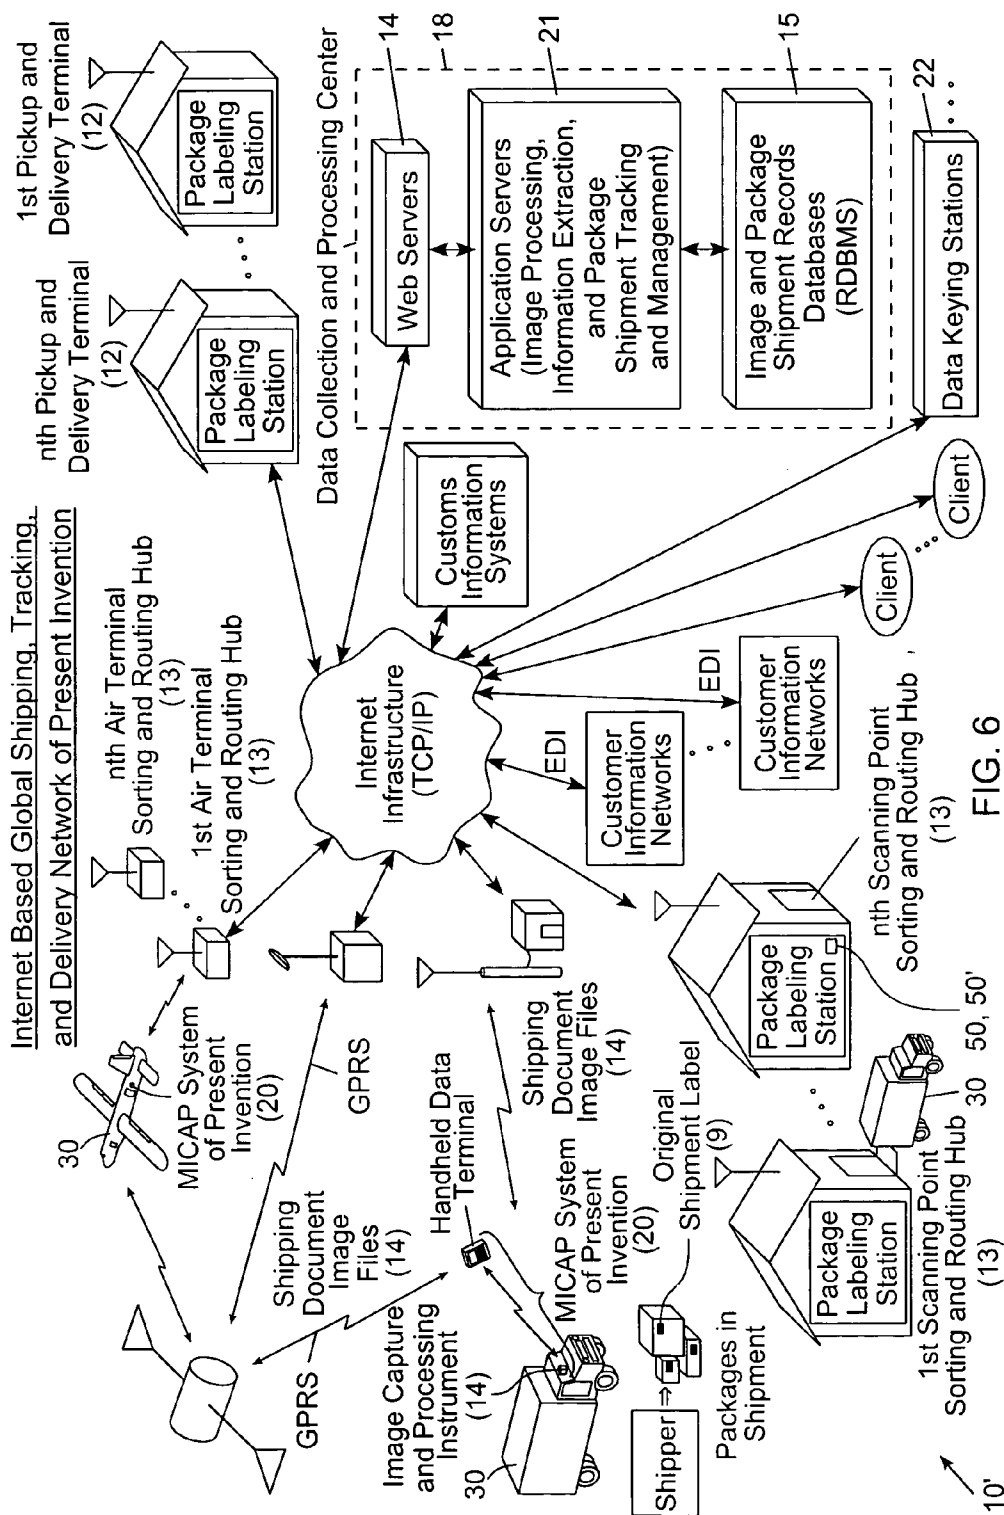 Internet Based Global Shipping, Tracking,
and Delivery Network of Present Invention
1st Pickup and
Delivery Terminal
(12)
Package
Labeling
Station
nth Pickup and
Delivery Terminal
(12)
Package
Labeling
Station
nth Air Terminal
Sorting and Routing Hub
(13)
1st Air Terminal
Sorting and Routing Hub
(13)
30
MICAP System
of Present
Invention
(20)
GPRS
Shipping
Document
Image
Files
(14)
GPRS
Handheld Data
Terminal
Image Capture
and Processing
Instrument
(14)
30
MICAP System
of Present
Invention
(20)
Shipping
Document
Image Files
(14)
Internet
Infrastructure
(TCP/IP)
Customs
Information
Systems
Data Collection and Processing Center
Web Servers
14
18
Application Servers
(Image Processing,
Information Extraction,
and Package
Shipment Tracking
and Management)
21
Image and Package
Shipment Records
Databases
(RDBMS)
15
Data Keying Stations
22
Client
Client
EDI
Customer
Information
Networks
EDI
Customer
Information
Networks
Shipper ⇒
Packages in
Shipment
Original
Shipment Label
(9)
Package
Labeling
Station
1st Scanning Point
Sorting and Routing Hub
(13)
30
Package
Labeling
Station
50, 50'
nth Scanning Point
Sorting and Routing Hub
(13)
10'
FIG. 6